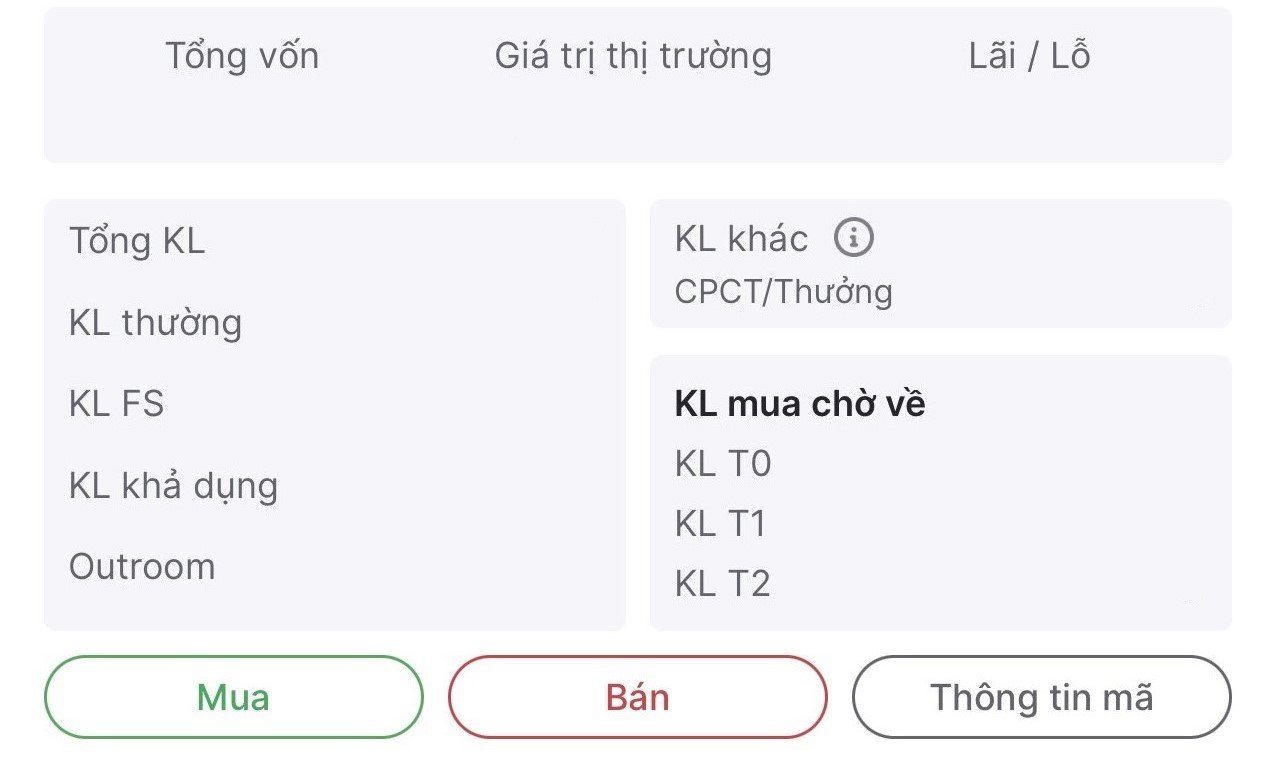 Tổng vốn Giá trị thị trường Lãi / Lỗ
Tổng KL
KL thường
KL FS
KL khả dụng
Outroom
KL khác
CPCT/Thưởng
KL mua chờ về
KL T0
KL T1
KL T2
Mua Bán Thông tin mã